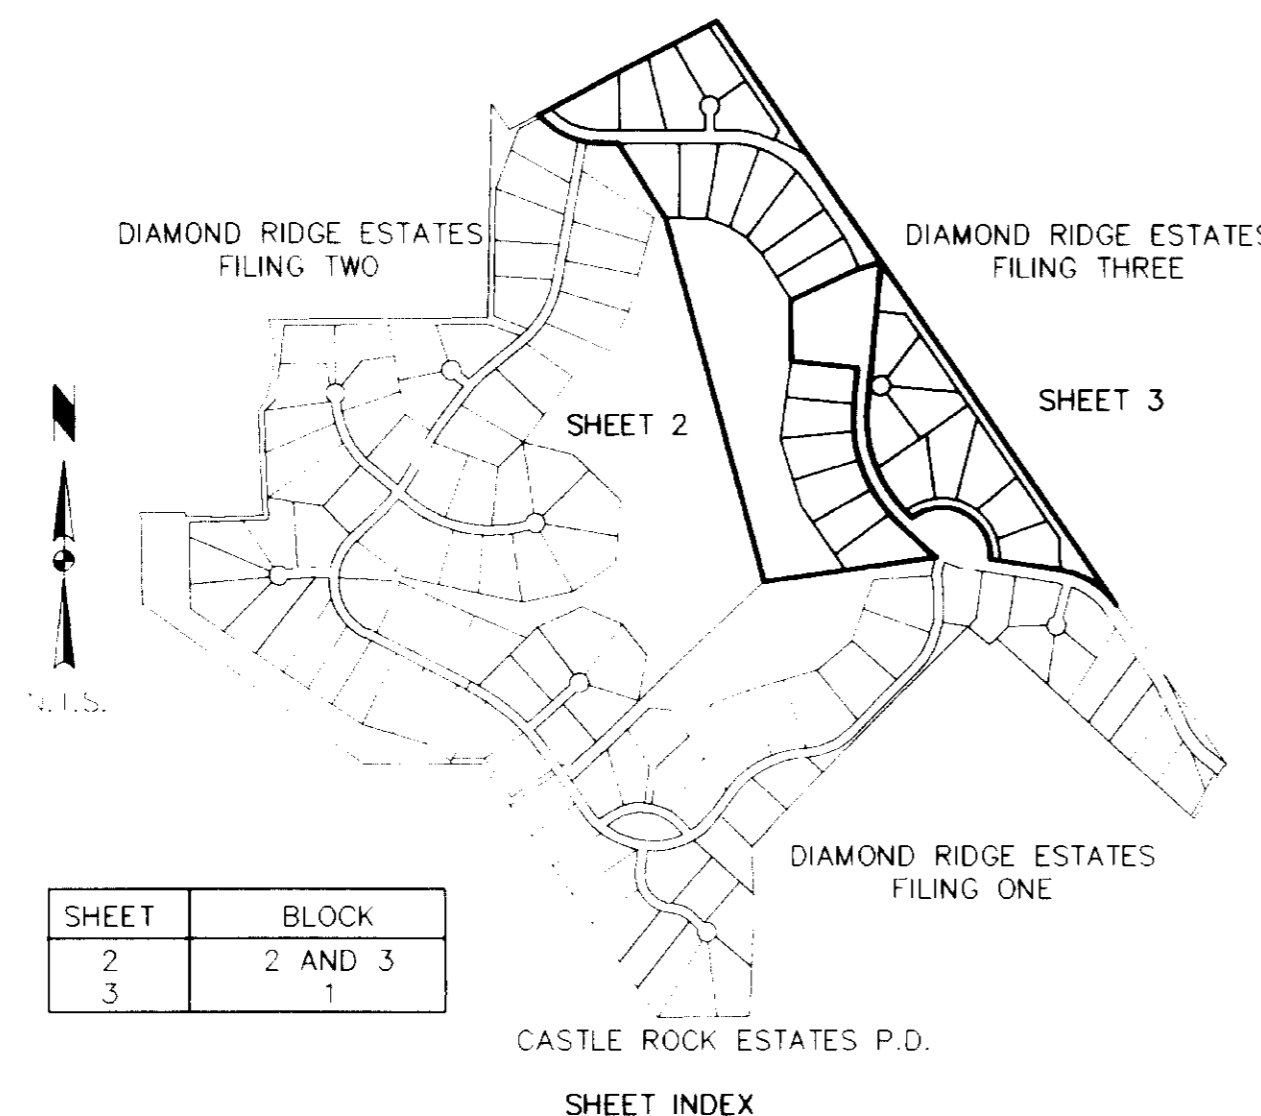 DIAMOND RIDGE ESTATES
FILING TWO
DIAMOND RIDGE ESTATES
FILING THREE
SHEET 2
SHEET 3
N
N.T.S.
DIAMOND RIDGE ESTATES
FILING ONE
SHEET BLOCK
2 2 AND 3
3 1
CASTLE ROCK ESTATES P.D.
SHEET INDEX